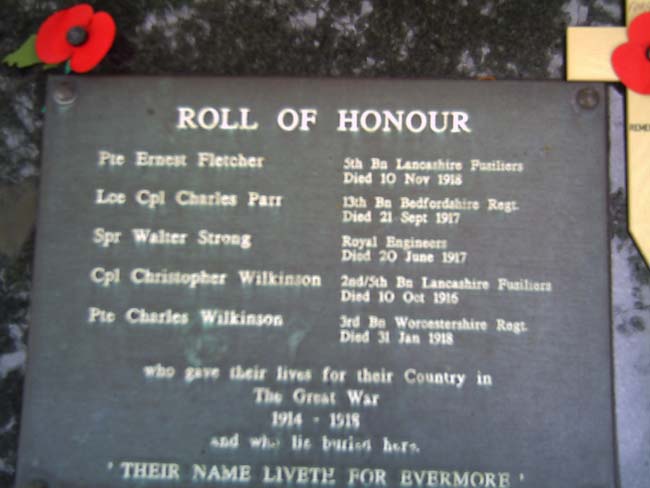 ROLL OF HONOUR
Pte Ernest Fletcher 5th Bn Lancashire Fusiliers
Died 10 Nov 1918
Lce Cpl Charles Parr 13th Bn Bedfordshire Regt.
Died 21 Sept 1917
Spr Walter Strong Royal Engineers
Died 20 June 1917
Cpl Christopher Wilkinson 2nd/5th Bn Lancashire Fusiliers
Died 10 Oct 1916
Pte Charles Wilkinson 3rd Bn Worcestershire Regt.
Died 31 Jan 1918
who gave their lives for their Country in
The Great War
1914 - 1918
and who lie buried here.
' THEIR NAME LIVETH FOR EVERMORE '